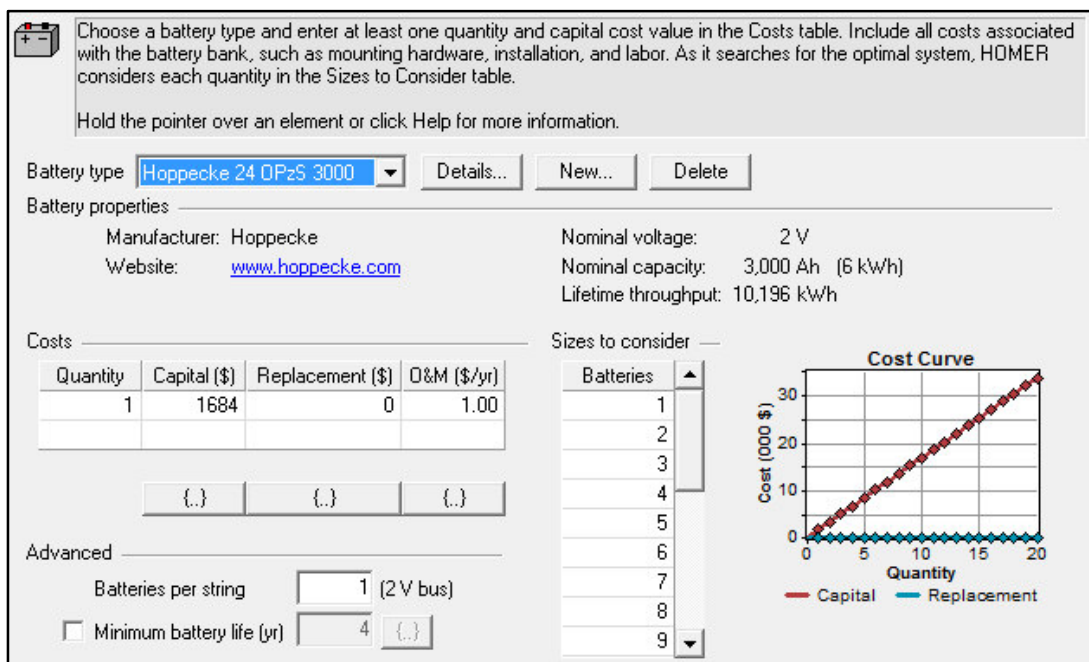 Choose a battery type and enter at least one quantity and capital cost value in the Costs table. Include all costs associated
with the battery bank, such as mounting hardware, installation, and labor. As it searches for the optimal system, HOMER
considers each quantity in the Sizes to Consider table.
Hold the pointer over an element or click Help for more information.
Battery type Hoppecke 24 OPzS 3000 Details... New... Delete
Battery properties
Manufacturer: Hoppecke
Website: www.hoppecke.com
Nominal voltage: 2 V
Nominal capacity: 3,000 Ah (6 kWh)
Lifetime throughput: 10,196 kWh
Costs
Quantity Capital ($) Replacement ($) O&M ($/yr)
1 1684 0 1.00
{..} {..} {..}
Advanced
Batteries per string 1 (2 V bus)
Minimum battery life (yr) 4 {..}
Sizes to consider
Batteries
1
2
3
4
5
6
7
8
9
Cost Curve
Cost (000 $)
30
20
10
0
0 5 10 15 20
Quantity
Capital Replacement